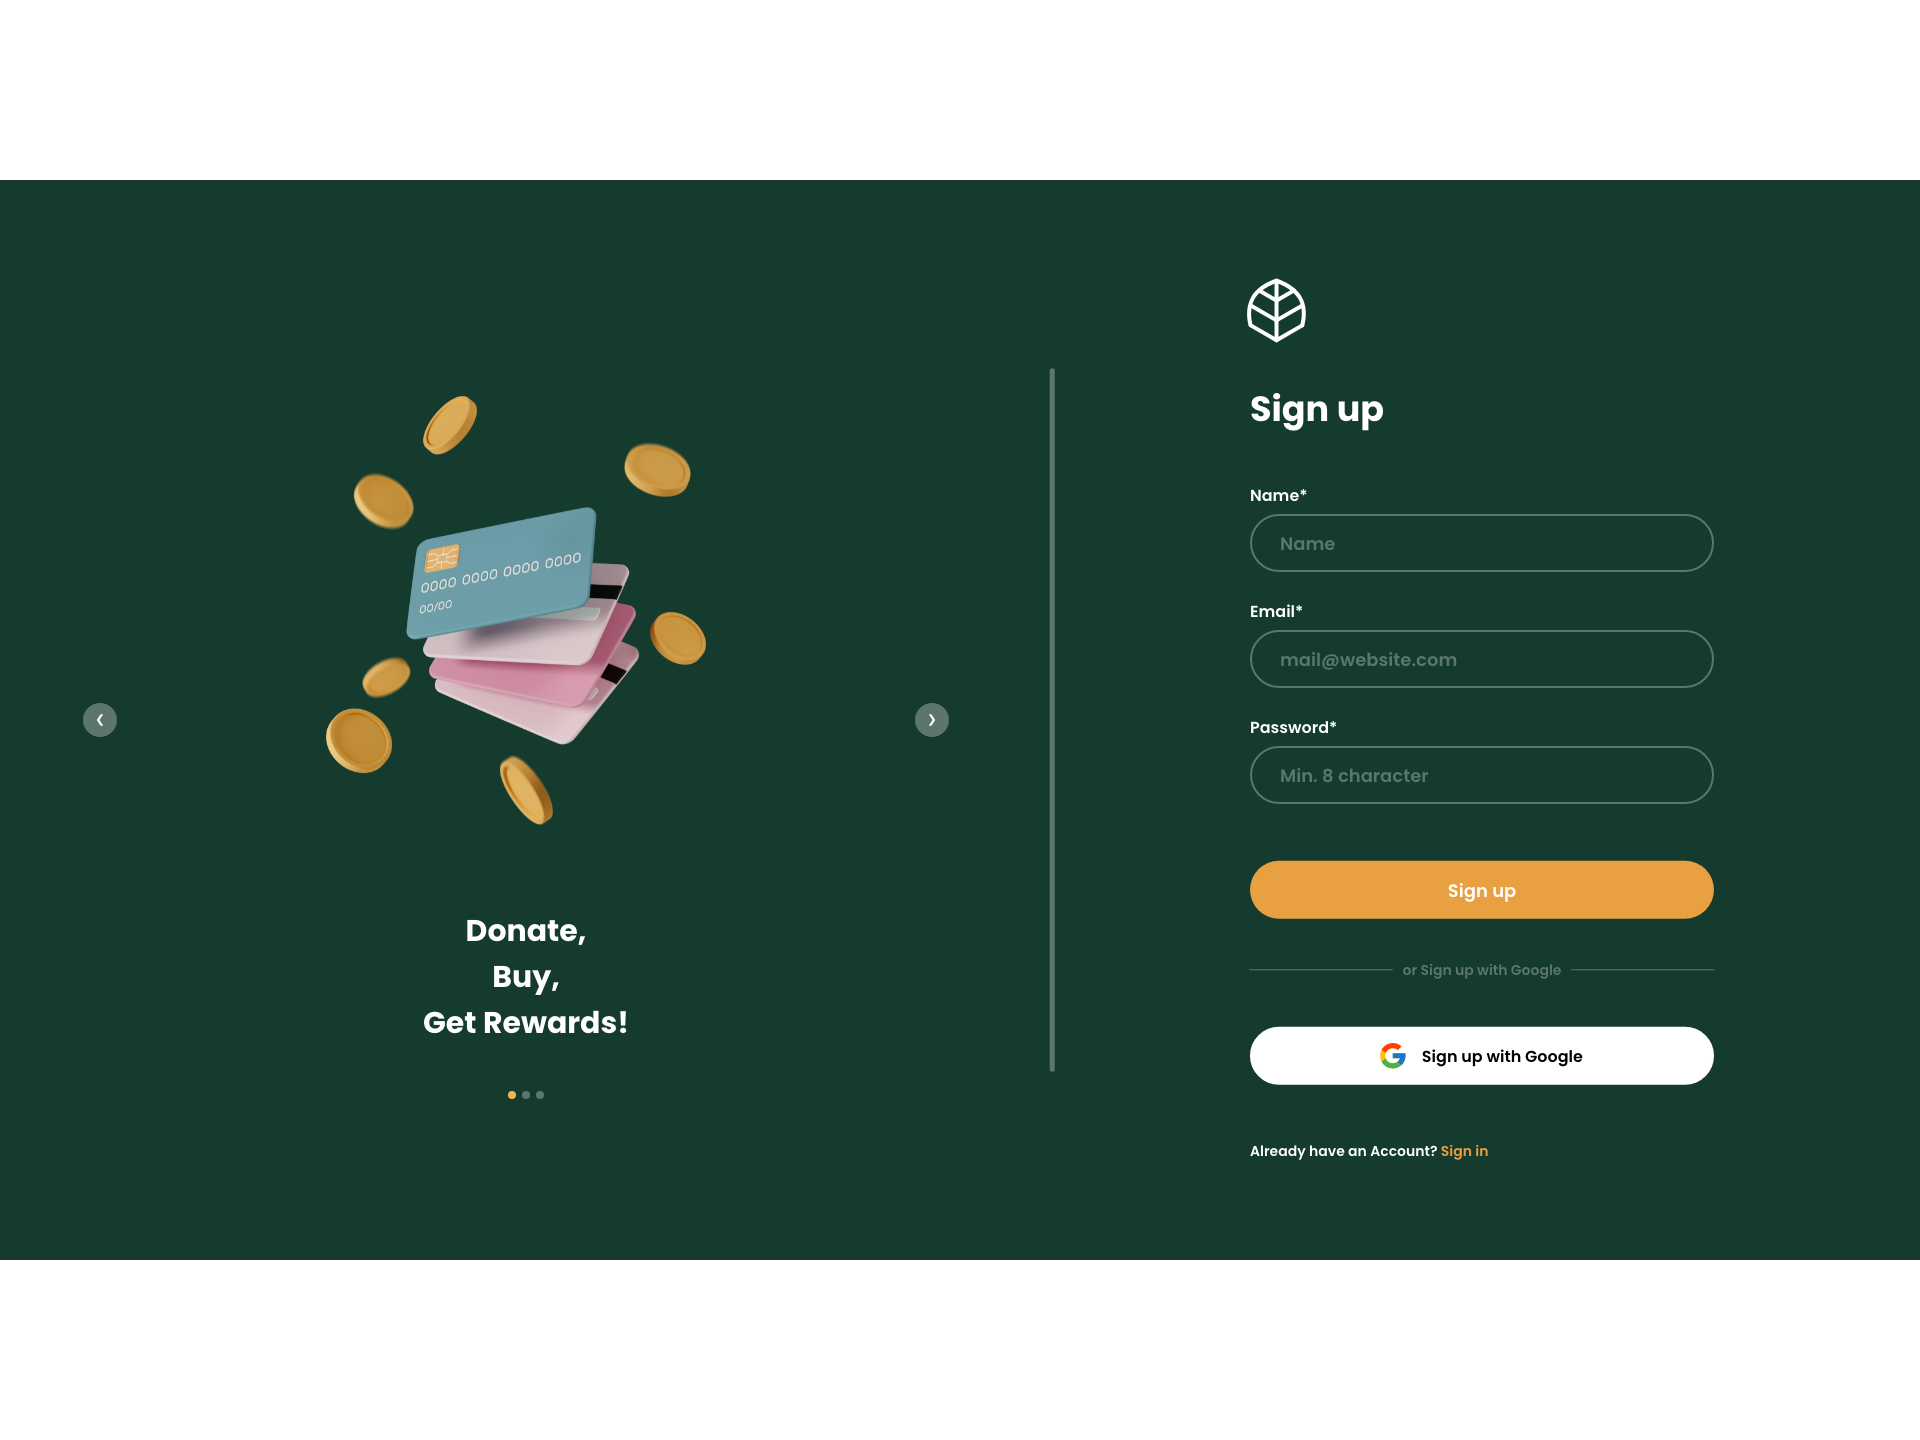 0000 0000 0000 0000
00/00
Donate,
Buy,
Get Rewards!
Sign up
Name*
Name
Email*
mail@website.com
Password*
Min. 8 character
Sign up
or Sign up with Google
Sign up with Google
Already have an Account? Sign in